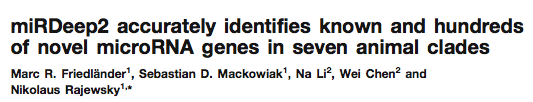 miRDeep2 accurately identifies known and hundreds
of novel microRNA genes in seven animal clades
Marc R. Friedländer1, Sebastian D. Mackowiak1, Na Li2, Wei Chen2 and
Nikolaus Rajewsky1,*